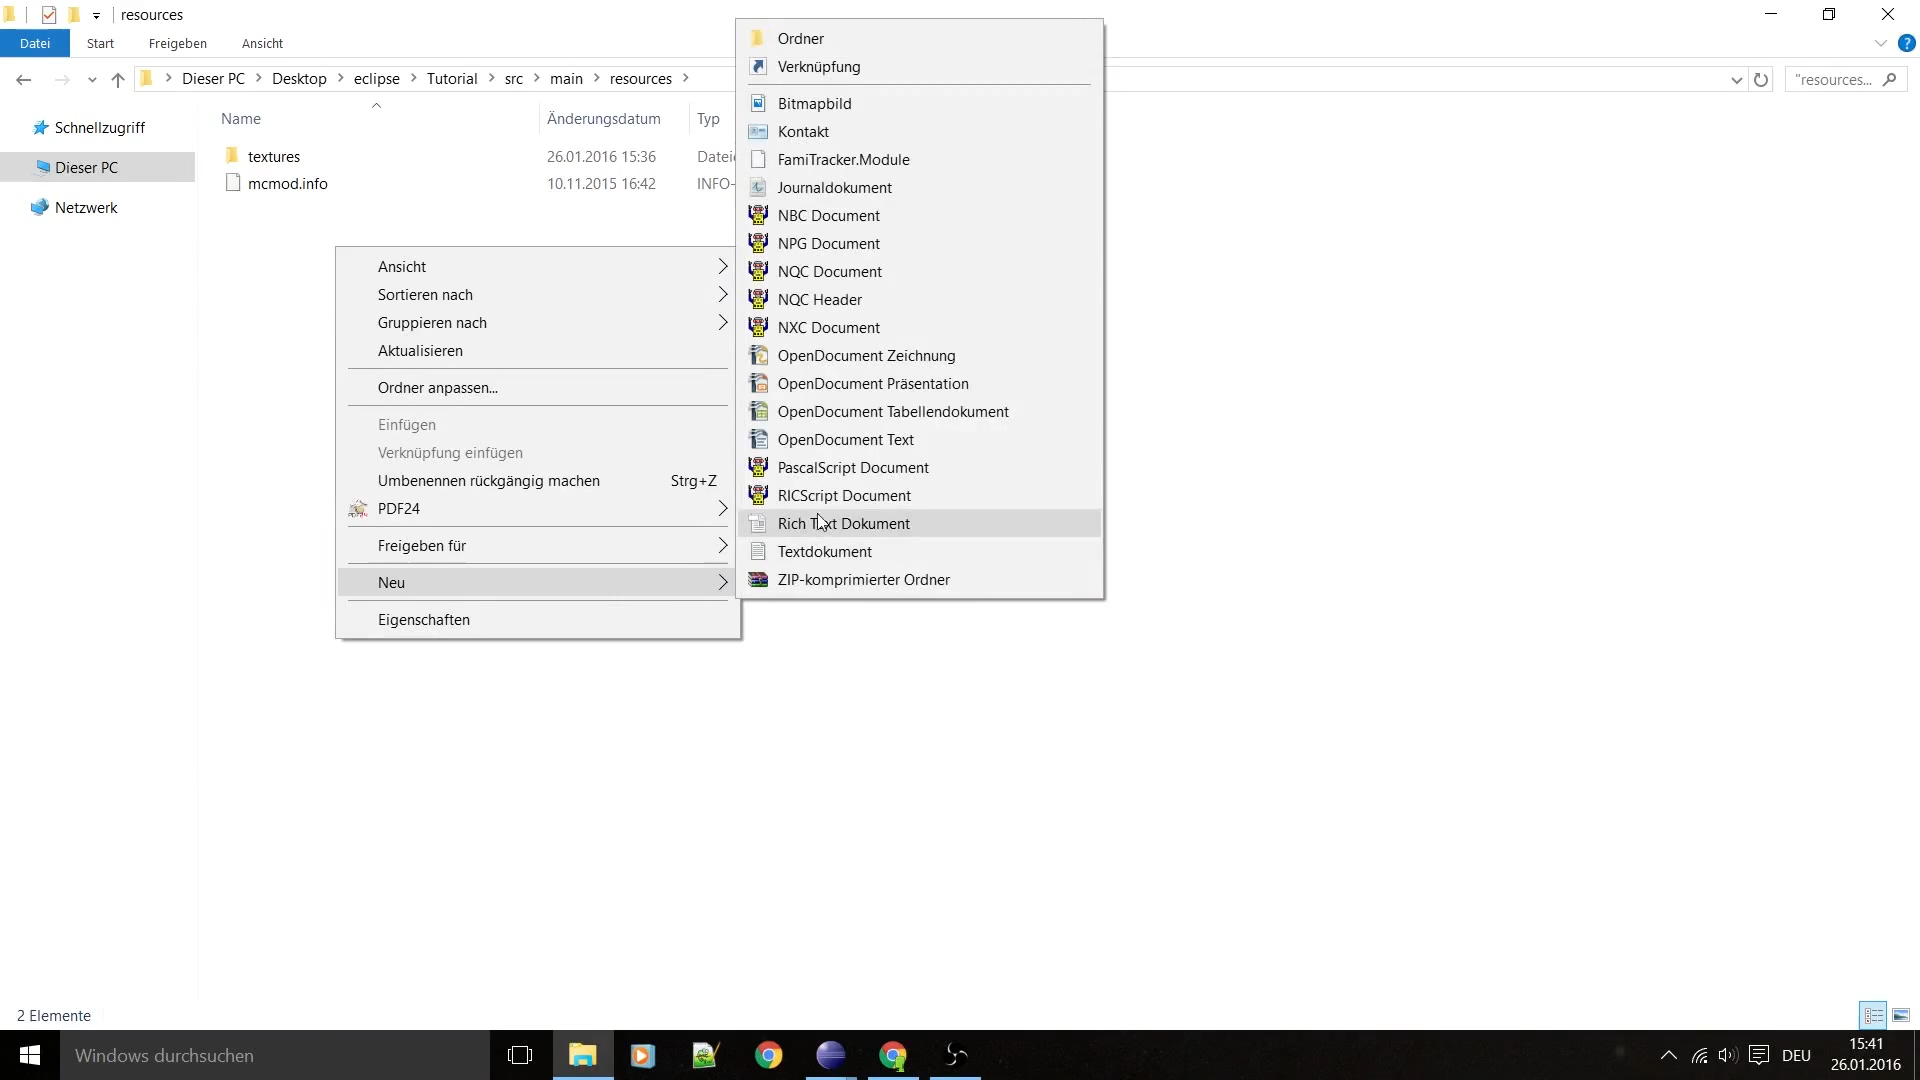 resources
Datei
Start
Freigeben
Ansicht
Dieser PC
Desktop
eclipse
Tutorial
src
main
resources
"resources...
Schnellzugriff
Dieser PC
Netzwerk
Name
Änderungsdatum
Typ
textures
26.01.2016 15:36
mcmod.info
10.11.2015 16:42
INFO-
Ansicht
Sortieren nach
Gruppieren nach
Aktualisieren
Ordner anpassen...
Einfügen
Verknüpfung einfügen
Umbenennen rückgängig machen Strg+Z
PDF24
Freigeben für
Neu
Eigenschaften
Ordner
Verknüpfung
Bitmapbild
Kontakt
FamiTracker.Module
Journaldokument
NBC Document
NPG Document
NQC Document
NQC Header
NXC Document
OpenDocument Zeichnung
OpenDocument Präsentation
OpenDocument Tabellendokument
OpenDocument Text
PascalScript Document
RICScript Document
Rich Text Dokument
Textdokument
ZIP-komprimierter Ordner
2 Elemente
Windows durchsuchen
DEU
15:41
26.01.2016